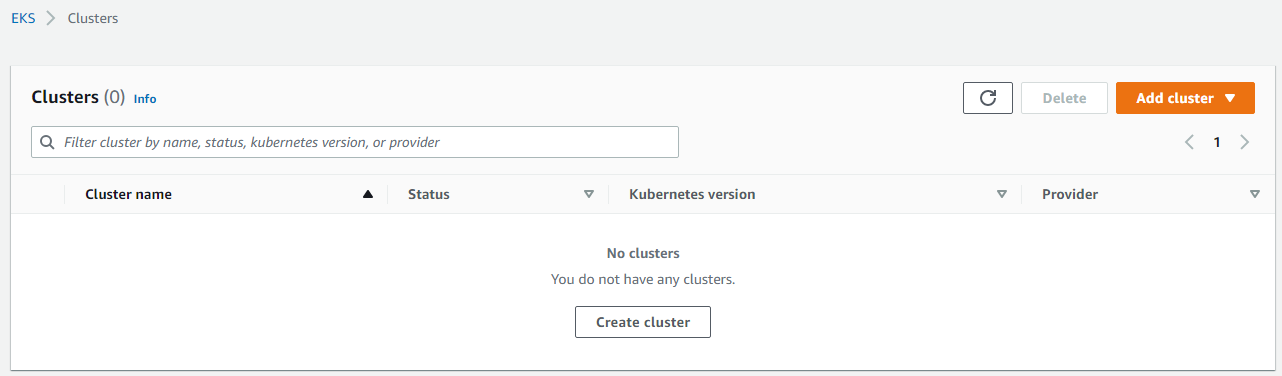 EKS > Clusters
Clusters (0) Info
Delete
Add cluster
Filter cluster by name, status, kubernetes version, or provider
1
Cluster name Status Kubernetes version Provider
No clusters
You do not have any clusters.
Create cluster